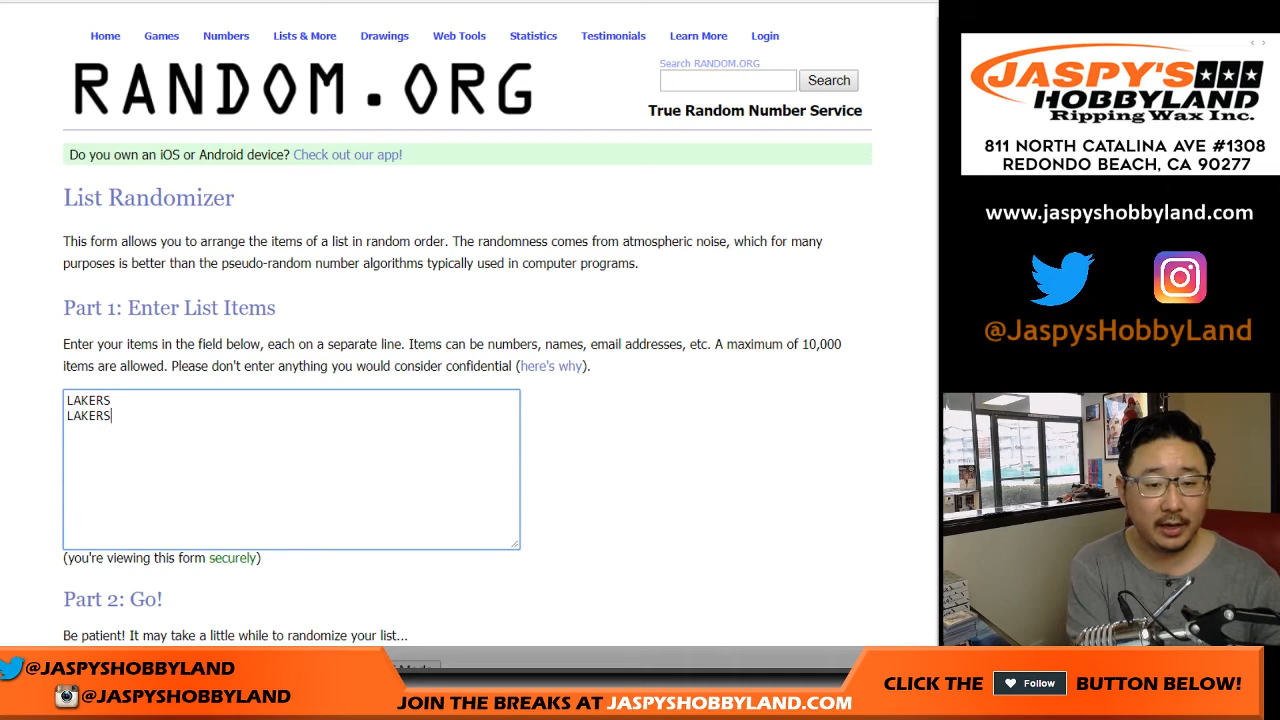 Home Games Numbers Lists & More Drawings Web Tools Statistics Testimonials Learn More Login
RANDOM.ORG
Search RANDOM.ORG
Search
True Random Number Service
Do you own an iOS or Android device? Check out our app!
List Randomizer
This form allows you to arrange the items of a list in random order. The randomness comes from atmospheric noise, which for many
purposes is better than the pseudo-random number algorithms typically used in computer programs.
Part 1: Enter List Items
Enter your items in the field below, each on a separate line. Items can be numbers, names, email addresses, etc. A maximum of 10,000
items are allowed. Please don't enter anything you would consider confidential (here's why).
LAKERS
LAKERS
(you're viewing this form securely)
Part 2: Go!
Be patient! It may take a little while to randomize your list...
JASPY'S
HOBBYLAND
Ripping Wax Inc.
811 NORTH CATALINA AVE #1308
REDONDO BEACH, CA 90277
www.jaspyshobbyland.com
@JaspysHobbyLand
@JASPYSHOBBYLAND
@JASPYSHOBBYLAND
JOIN THE BREAKS AT JASPYSHOBBYLAND.COM
CLICK THE Follow BUTTON BELOW!